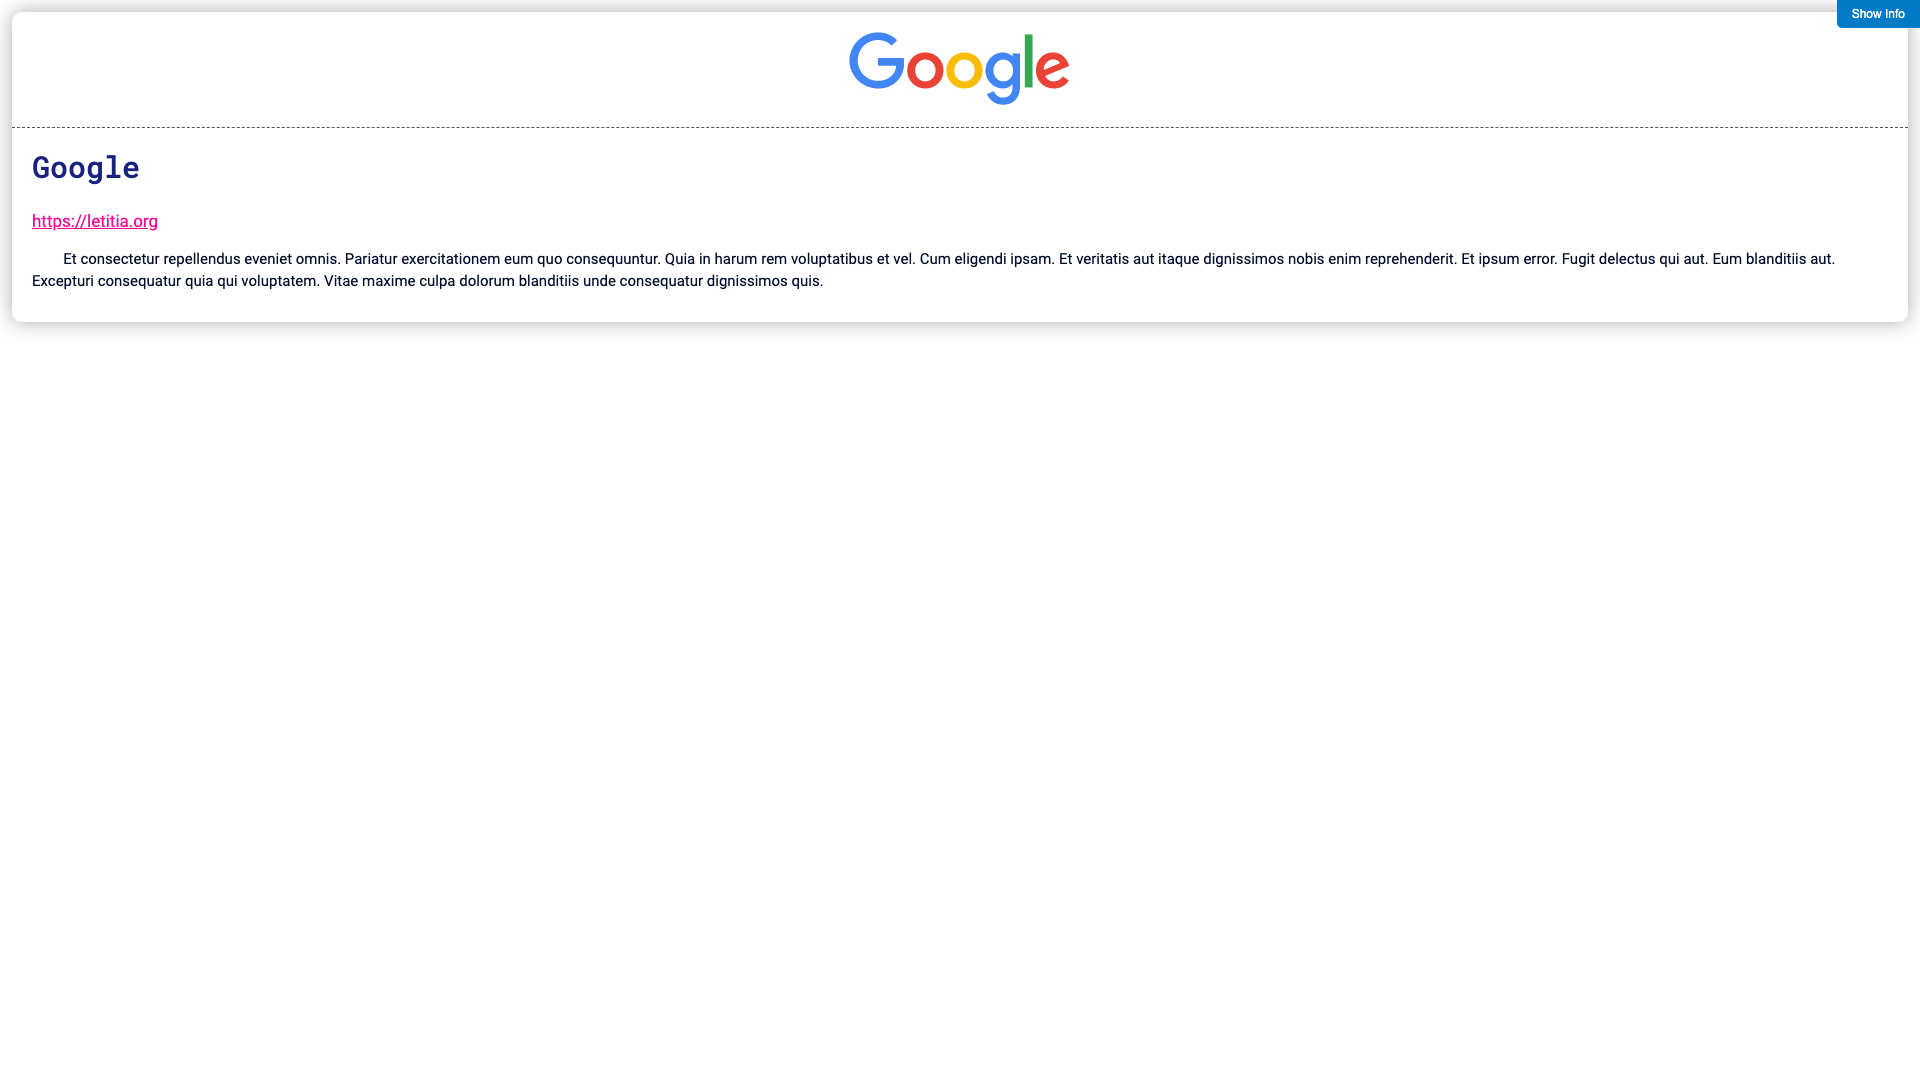 Show Info
Google
Google
https://letitia.org
Et consectetur repellendus eveniet omnis. Pariatur exercitationem eum quo consequuntur. Quia in harum rem voluptatibus et vel. Cum eligendi ipsam. Et veritatis aut itaque dignissimos nobis enim reprehenderit. Et ipsum error. Fugit delectus qui aut. Eum blanditiis aut.
Excepturi consequatur quia qui voluptatem. Vitae maxime culpa dolorum blanditiis unde consequatur dignissimos quis.